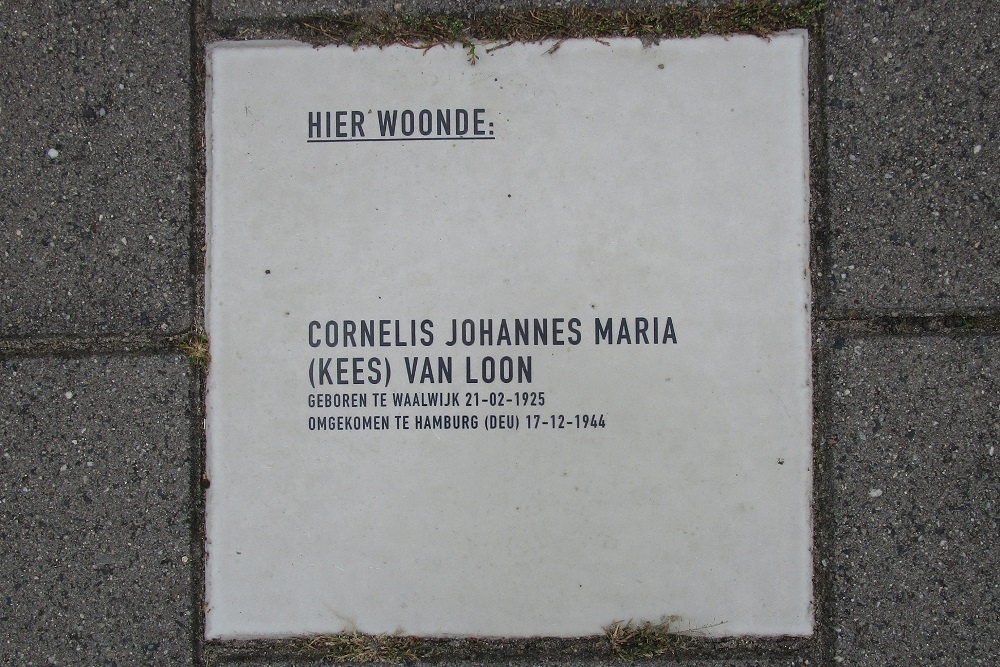 HIER WOONDE:
CORNELIS JOHANNES MARIA
(KEES) VAN LOON
GEBOREN TE WAALWIJK 21-02-1925
OMGEKOMEN TE HAMBURG (DEU) 17-12-1944